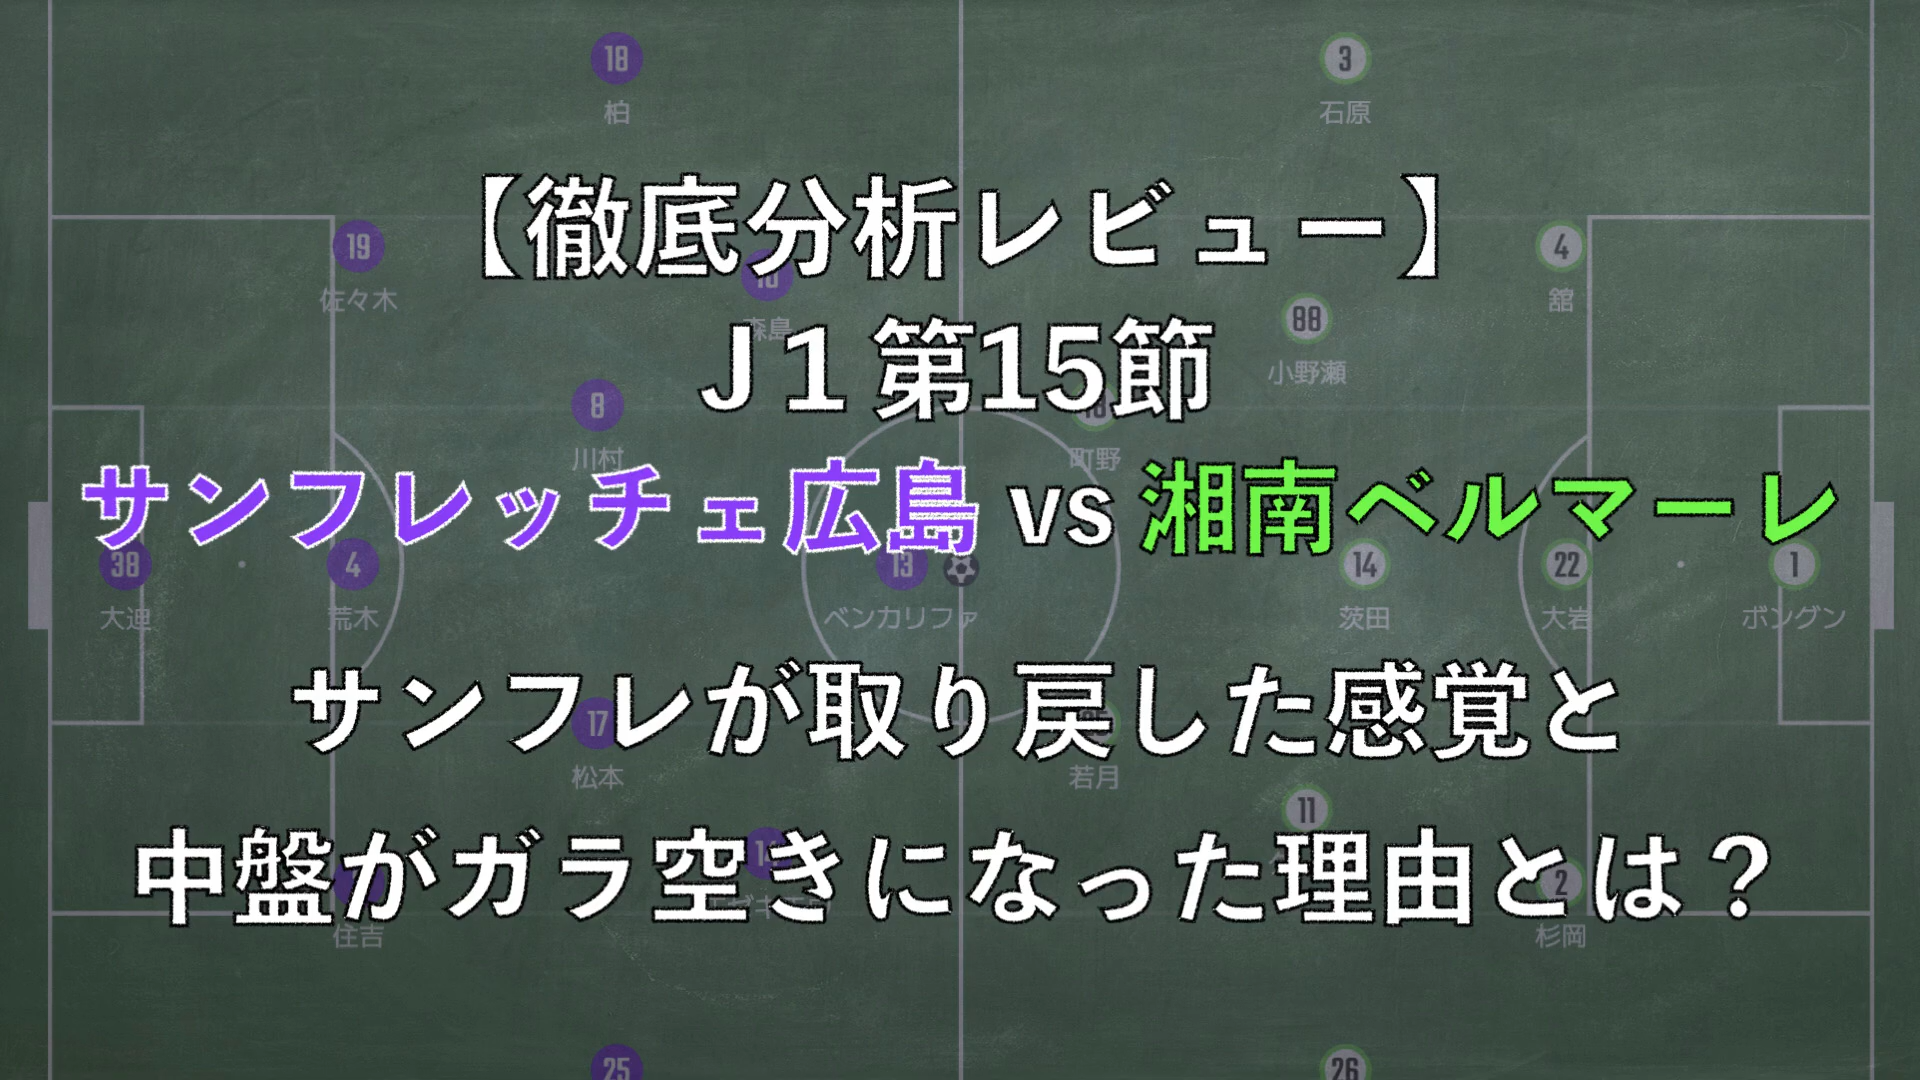 18
3
柏
石原
【徹底分析レビュー】
19
4
佐々木
森島
舘
88
小野瀬
J１第15節
8
川村
町野
サンフレッチェ広島 vs 湘南ベルマーレ
38
4
13
14
22
1
大迫
荒木
ベンカリファ
茨田
大岩
ボングン
サンフレが取り戻した感覚と
17
松本
若月
11
中盤がガラ空きになった理由とは？
2
住吉
杉岡
25
26